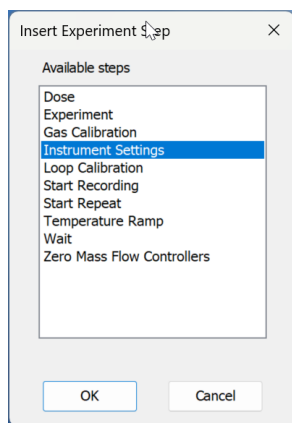 Insert Experiment Step
Available steps
Dose
Experiment
Gas Calibration
Instrument Settings
Loop Calibration
Start Recording
Start Repeat
Temperature Ramp
Wait
Zero Mass Flow Controllers
OK
Cancel